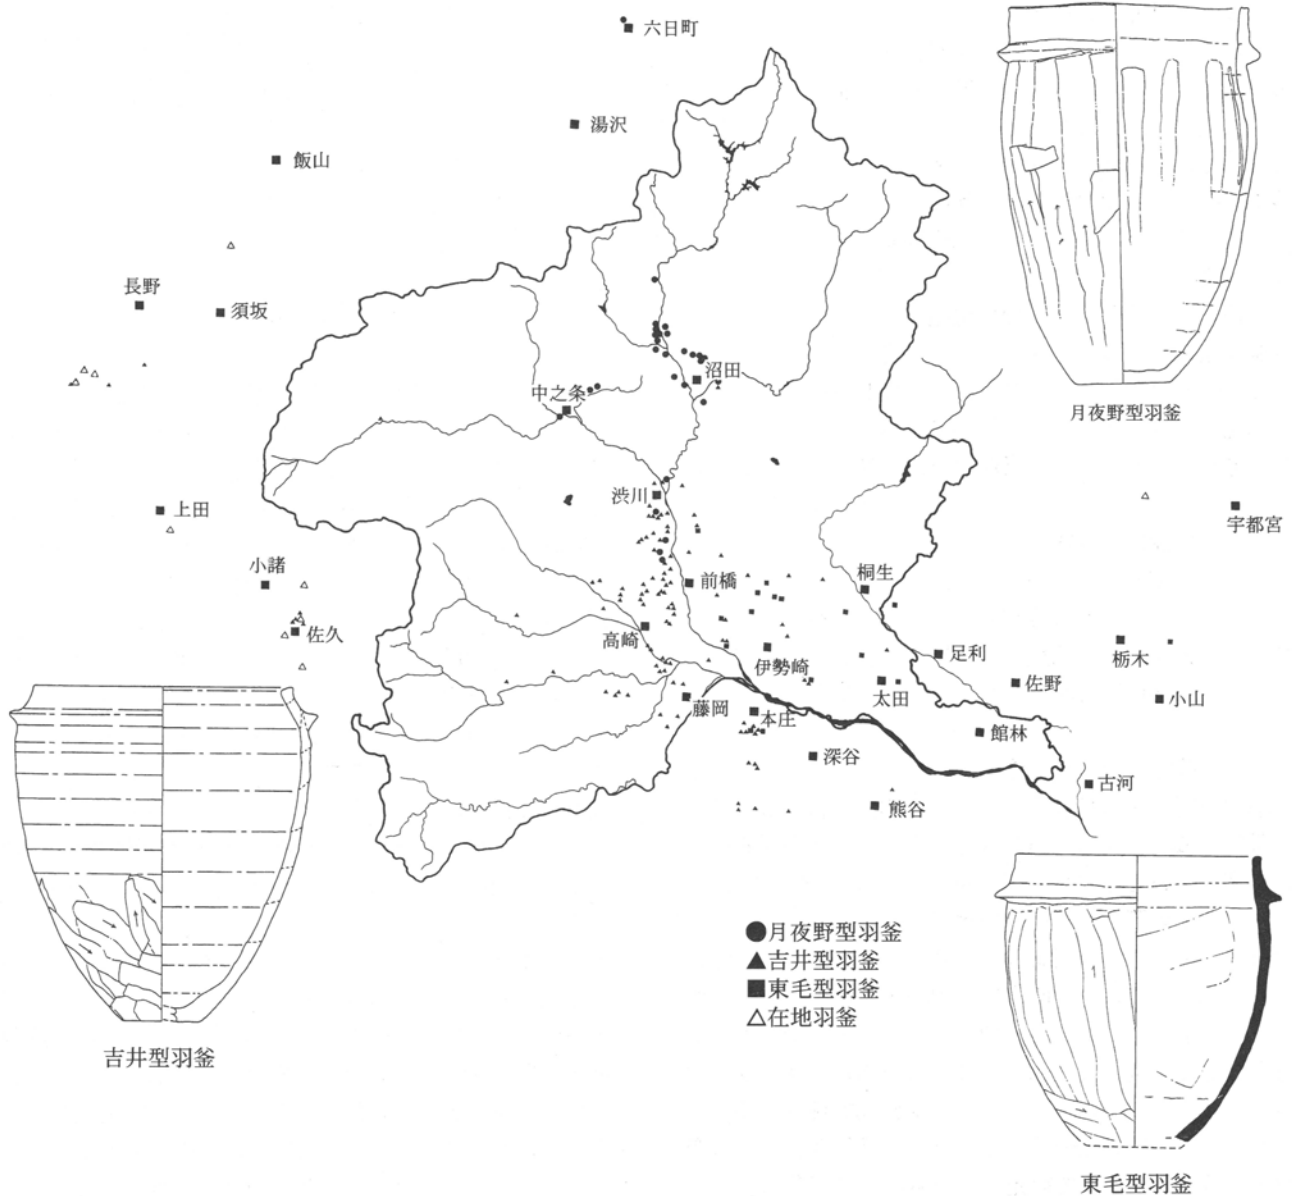 六日町
湯沢
飯山
長野
須坂
沼田
中之条
月夜野型羽釜
渋川
上田
宇都宮
小諸
前橋
桐生
佐久
高崎
伊勢崎
足利
栃木
藤岡
太田
佐野
小山
本庄
館林
深谷
古河
熊谷
●月夜野型羽釜
▲吉井型羽釜
■東毛型羽釜
△在地羽釜
吉井型羽釜
東毛型羽釜